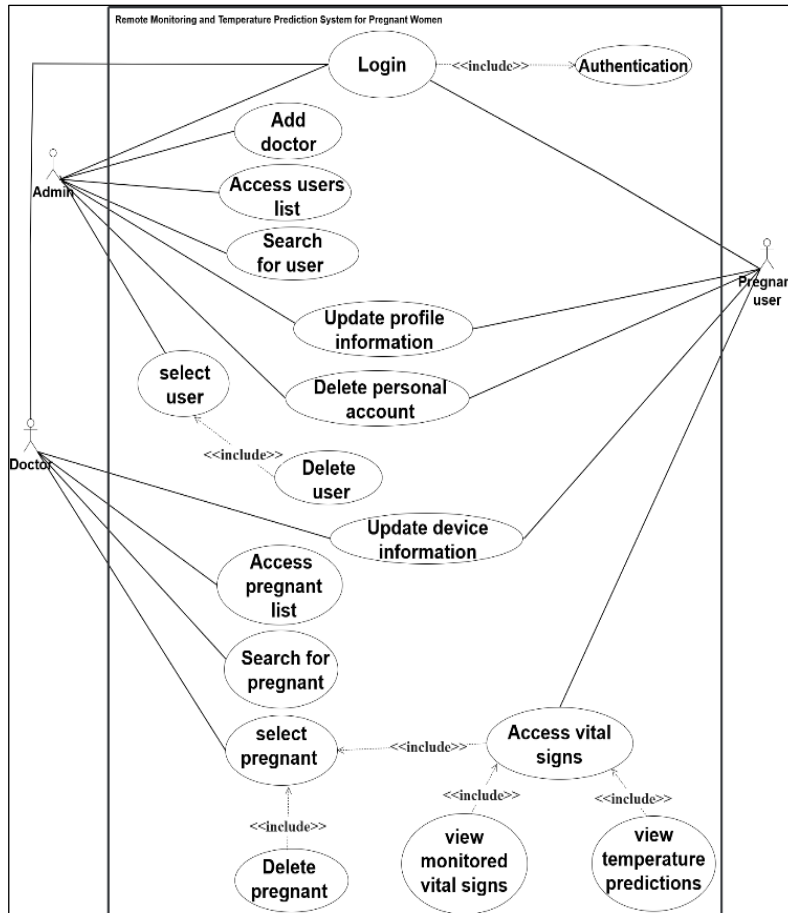 Remote Monitoring and Temperature Prediction System for Pregnant Women
Login
<<include>>
Authentication
Add
doctor
Admin
Access users
list
Search
for user
Pregnant
user
Update profile
information
select
user
Delete personal
account
<<include>>
Doctor
Delete
user
Update device
information
Access
pregnant
list
Search for
pregnant
select
pregnant
<<include>>
Access vital
signs
<<include>>
<<include>>
<<include>>
Delete
pregnant
view
monitored
vital signs
view
temperature
predictions